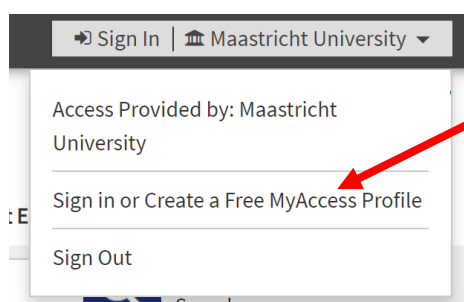 Sign In | Maastricht University
Access Provided by: Maastricht
University
Sign in or Create a Free MyAccess Profile
t E
Sign Out